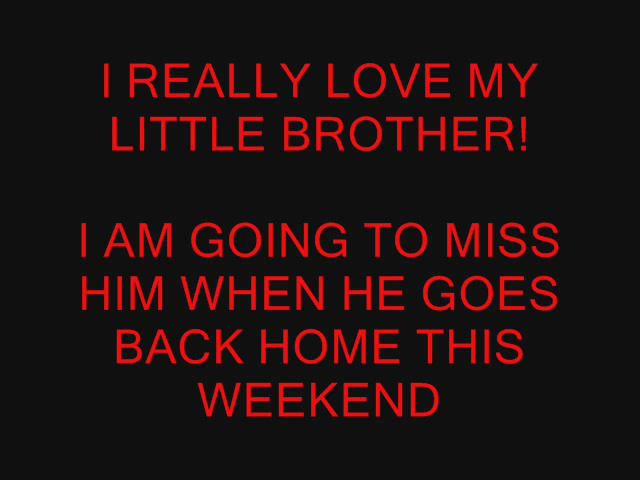 I REALLY LOVE MY
LITTLE BROTHER!
I AM GOING TO MISS
HIM WHEN HE GOES
BACK HOME THIS
WEEKEND